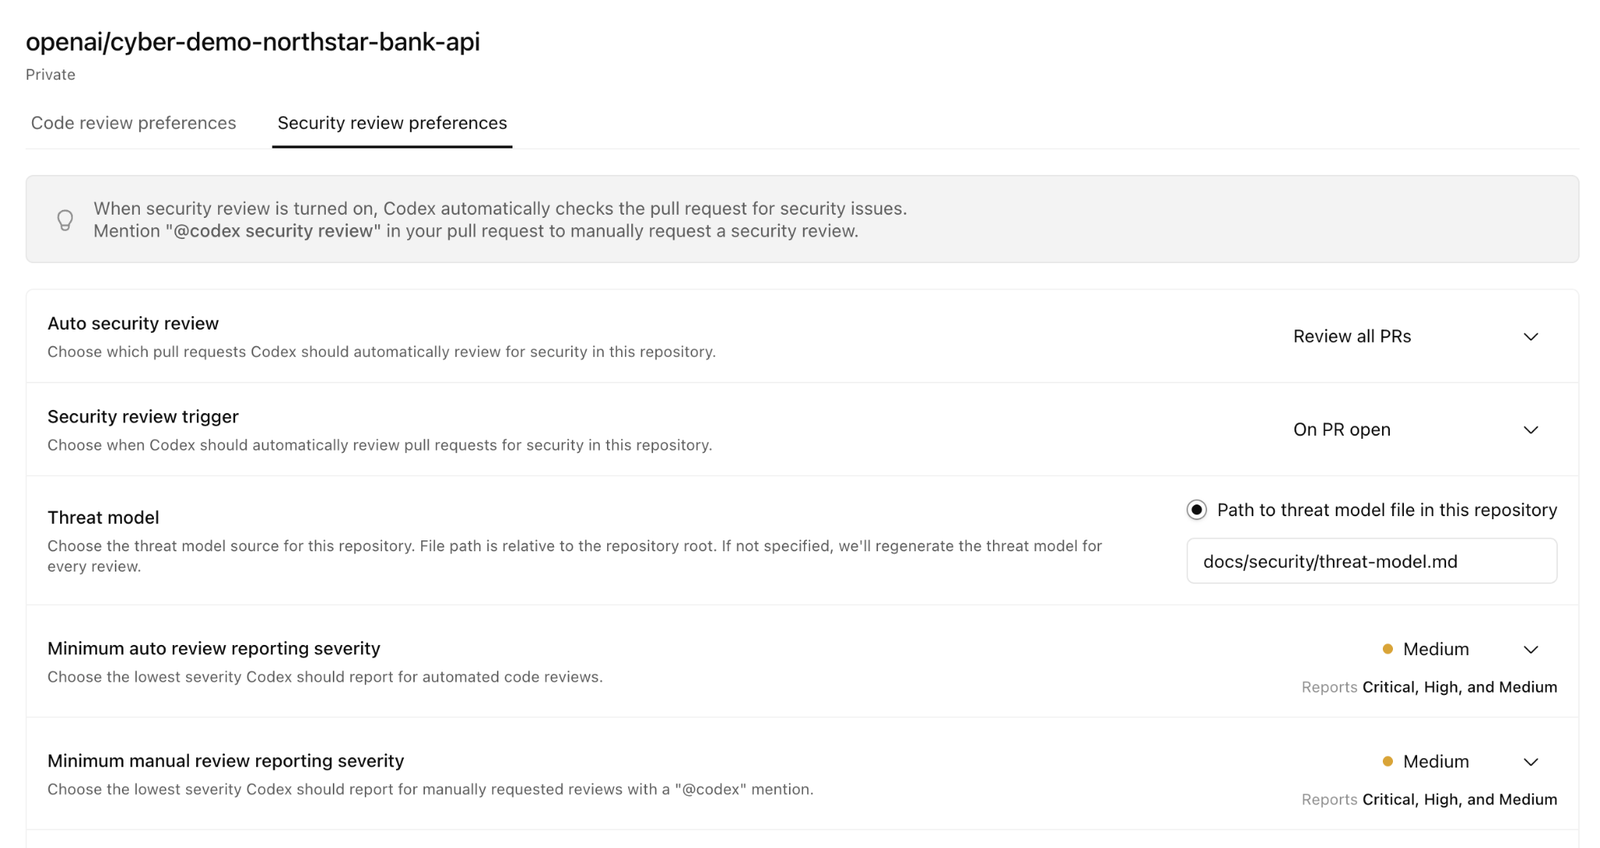 openai/cyber-demo-northstar-bank-api
Private
Code review preferences
Security review preferences
When security review is turned on, Codex automatically checks the pull request for security issues.
Mention "@codex security review" in your pull request to manually request a security review.
Auto security review
Choose which pull requests Codex should automatically review for security in this repository.
Review all PRs
Security review trigger
Choose when Codex should automatically review pull requests for security in this repository.
On PR open
Threat model
Choose the threat model source for this repository. File path is relative to the repository root. If not specified, we'll regenerate the threat model for
every review.
Path to threat model file in this repository
docs/security/threat-model.md
Minimum auto review reporting severity
Choose the lowest severity Codex should report for automated code reviews.
Medium
Reports Critical, High, and Medium
Minimum manual review reporting severity
Choose the lowest severity Codex should report for manually requested reviews with a "@codex" mention.
Medium
Reports Critical, High, and Medium